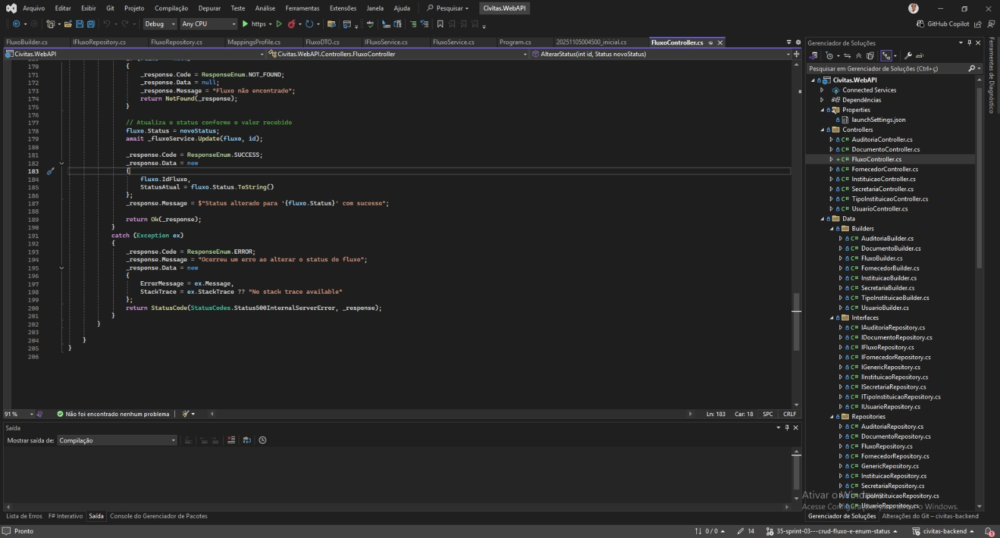 Arquivo Editar Exibir Git Projeto Compilação Depurar Teste Análise Ferramentas Extensões Janela Ajuda Pesquisar Civitas.WebAPI
Debug Any CPU https GitHub Copilot
FluxoBuilder.cs IFluxoRepository.cs FluxoRepository.cs MappingsProfile.cs FluxoDTO.cs IFluxoService.cs FluxoService.cs Program.cs 20251105004500_inicial.cs FluxoController.cs
Civitas.WebAPI Civitas.WebAPI.Controllers.FluxoController AlterarStatus(int id, Status novoStatus)
170 {
171 _response.Code = ResponseEnum.NOT_FOUND;
172 _response.Data = null;
173 _response.Message = "Fluxo não encontrado";
174 return NotFound(_response);
175 }
176
177 // Atualiza o status conforme o valor recebido
178 fluxo.Status = novoStatus;
179 await _fluxoService.Update(fluxo, id);
180
181 _response.Code = ResponseEnum.SUCCESS;
182 _response.Data = new
183 {
184 fluxo.IdFluxo,
185 StatusAtual = fluxo.Status.ToString()
186 };
187 _response.Message = $"Status alterado para '{fluxo.Status}' com sucesso";
188
189 return Ok(_response);
190 }
191 catch (Exception ex)
192 {
193 _response.Code = ResponseEnum.ERROR;
194 _response.Message = "Ocorreu um erro ao alterar o status do fluxo";
195 _response.Data = new
196 {
197 ErrorMessage = ex.Message,
198 StackTrace = ex.StackTrace ?? "No stack trace available"
199 };
200 return StatusCode(StatusCodes.Status500InternalServerError, _response);
201 }
202 }
203
204 }
205 }
206
91 % Não foi encontrado nenhum problema Ln: 183 Car: 18 SPC CRLF
Saída
Mostrar saída de: Compilação
Lista de Erros F# Interativo Saída Console do Gerenciador de Pacotes
Gerenciador de Soluções
Pesquisar em Gerenciador de Soluções (Ctrl+ç)
Civitas.WebAPI
Connected Services
Dependências
Properties
launchSettings.json
Controllers
AuditoriaController.cs
DocumentoController.cs
FluxoController.cs
FornecedorController.cs
InstituicaoController.cs
SecretariaController.cs
TipoInstituicaoController.cs
UsuarioController.cs
Data
Builders
AuditoriaBuilder.cs
DocumentoBuilder.cs
FluxoBuilder.cs
FornecedorBuilder.cs
InstituicaoBuilder.cs
SecretariaBuilder.cs
TipoInstituicaoBuilder.cs
UsuarioBuilder.cs
Interfaces
IAuditoriaRepository.cs
IDocumentoRepository.cs
IFluxoRepository.cs
IFornecedorRepository.cs
IGenericRepository.cs
IInstituicaoRepository.cs
ISecretariaRepository.cs
ITipoInstituicaoRepository.cs
IUsuarioRepository.cs
Repositories
AuditoriaRepository.cs
DocumentoRepository.cs
FluxoRepository.cs
FornecedorRepository.cs
GenericRepository.cs
InstituicaoRepository.cs
SecretariaRepository.cs
TipoInstituicaoRepository.cs
UsuarioRepository.cs
Ativar o Windows
Acesse Configurações para ativar o Windows.
Gerenciador de Soluções Alterações do Git – civitas-backend
Ferramentas de Diagnóstico
Pronto 0 / 0 14 35-sprint-03---crud-fluxo-e-enum-status civitas-backend 1